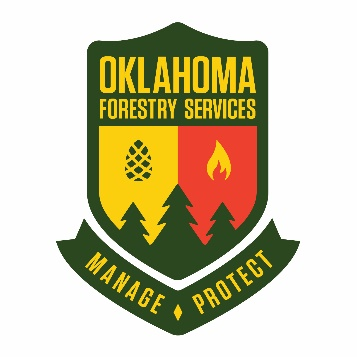 OKLAHOMA
FORESTRY SERVICES
MANAGE ♦ PROTECT